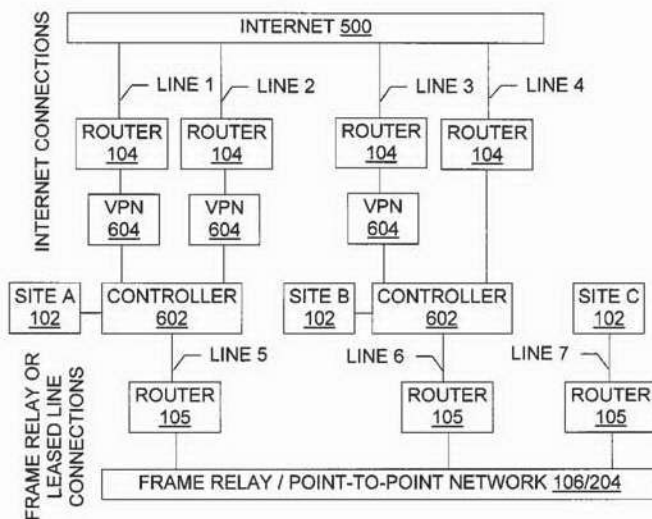 INTERNET 500
INTERNET CONNECTIONS
LINE 1
LINE 2
LINE 3
LINE 4
ROUTER
104
ROUTER
104
ROUTER
104
ROUTER
104
VPN
604
VPN
604
VPN
604
SITE A
102
CONTROLLER
602
SITE B
102
CONTROLLER
602
SITE C
102
FRAME RELAY OR
LEASED LINE
CONNECTIONS
LINE 5
LINE 6
LINE 7
ROUTER
105
ROUTER
105
ROUTER
105
FRAME RELAY / POINT-TO-POINT NETWORK 106/204